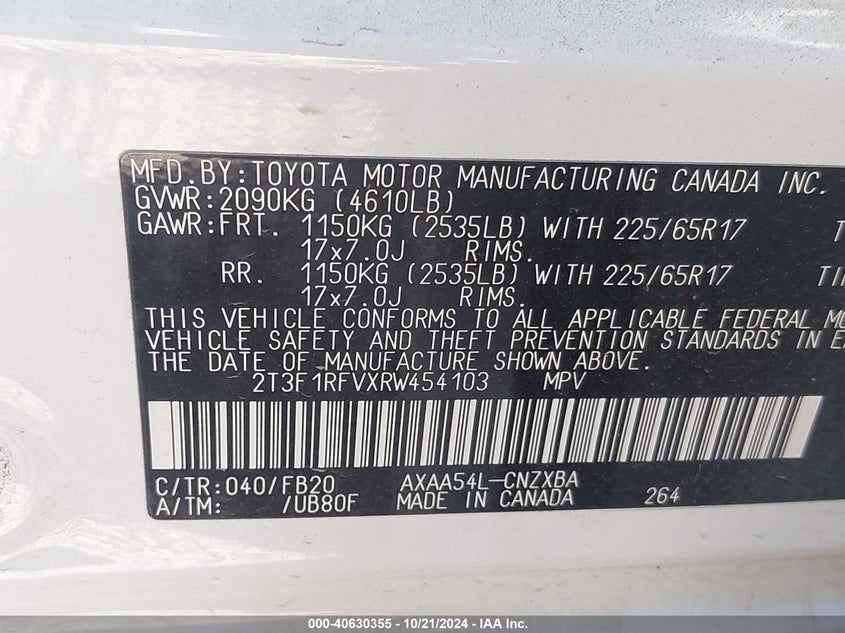 MFD.BY:TOYOTA MOTOR MANUFACTURING CANADA INC.
GVWR:2090KG (4610LB)
GAWR:FRT. 1150KG (2535LB) WITH 225/65R17
17x7.0J RIMS.
RR. 1150KG (2535LB) WITH 225/65R17
17x7.0J RIMS.
THIS VEHICLE CONFORMS TO ALL APPLICABLE FEDERAL
VEHICLE SAFETY AND THEFT PREVENTION STANDARDS IN
THE DATE OF MANUFACTURE SHOWN ABOVE.
2T3F1RFVXRW454103 MPV
C/TR:040/FB20 AXAA54L-CNZXBA
A/TM: /UB80F MADE IN CANADA 264
000-40630355 - 10/21/2024 - IAA Inc.